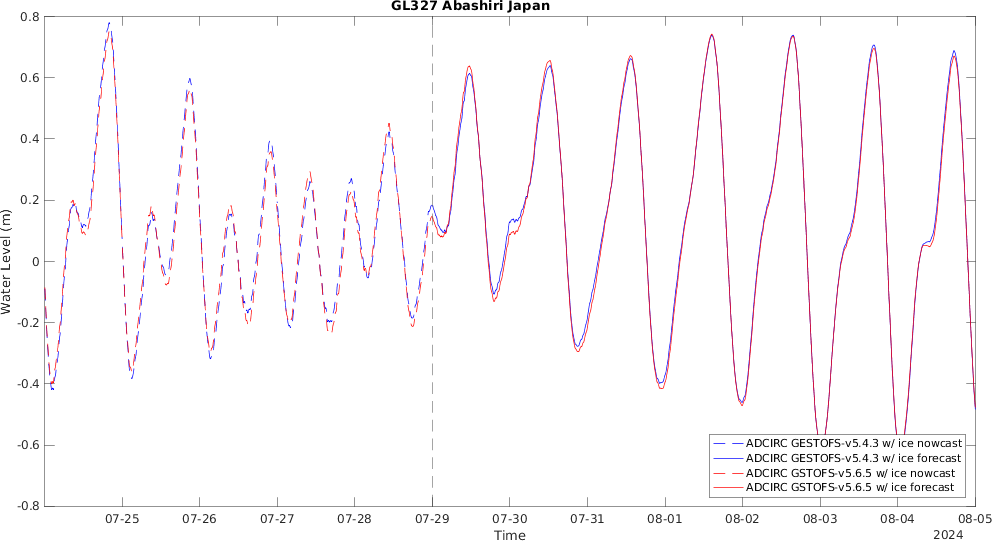 GL327 Abashiri Japan
0.8
0.6
0.4
0.2
0
-0.2
-0.4
-0.6
-0.8
Water Level (m)
ADCIRC GESTOFS-v5.4.3 w/ ice nowcast
ADCIRC GESTOFS-v5.4.3 w/ ice forecast
ADCIRC GSTOFS-v5.6.5 w/ ice nowcast
ADCIRC GSTOFS-v5.6.5 w/ ice forecast
07-25 07-26 07-27 07-28 07-29 07-30 07-31 08-01 08-02 08-03 08-04 08-05
Time
2024